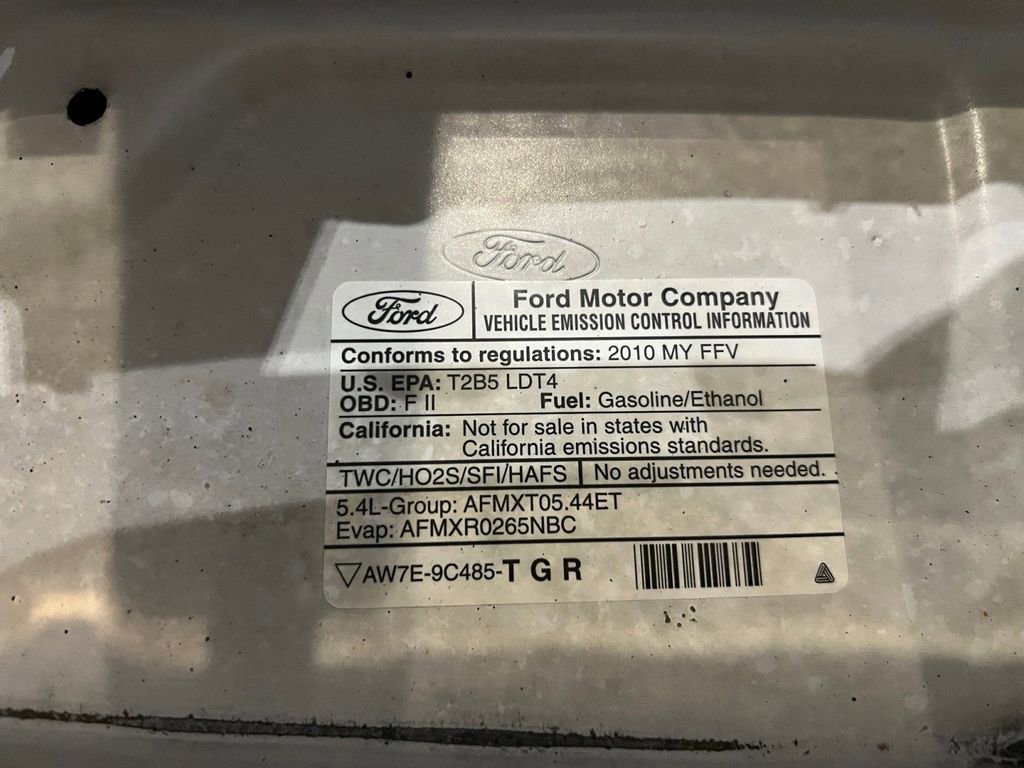 Ford
Ford
Ford Motor Company
VEHICLE EMISSION CONTROL INFORMATION
Conforms to regulations: 2010 MY FFV
U.S. EPA: T2B5 LDT4
OBD: F II Fuel: Gasoline/Ethanol
California: Not for sale in states with
California emissions standards.
TWC/HO2S/SFI/HAFS No adjustments needed.
5.4L-Group: AFMXT05.44ET
Evap: AFMXR0265NBC
AW7E-9C485-T G R